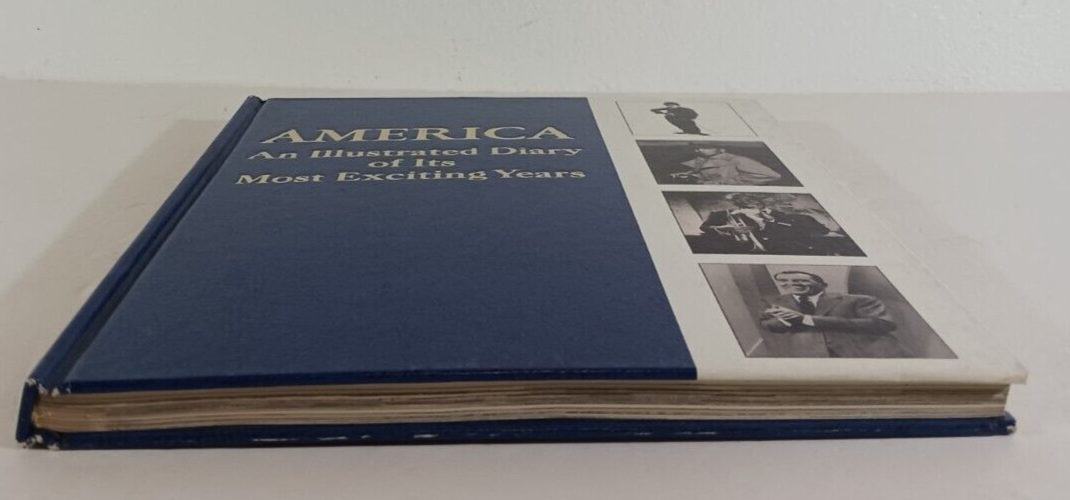 AMERICA
An Illustrated Diary
of Its
Most Exciting Years